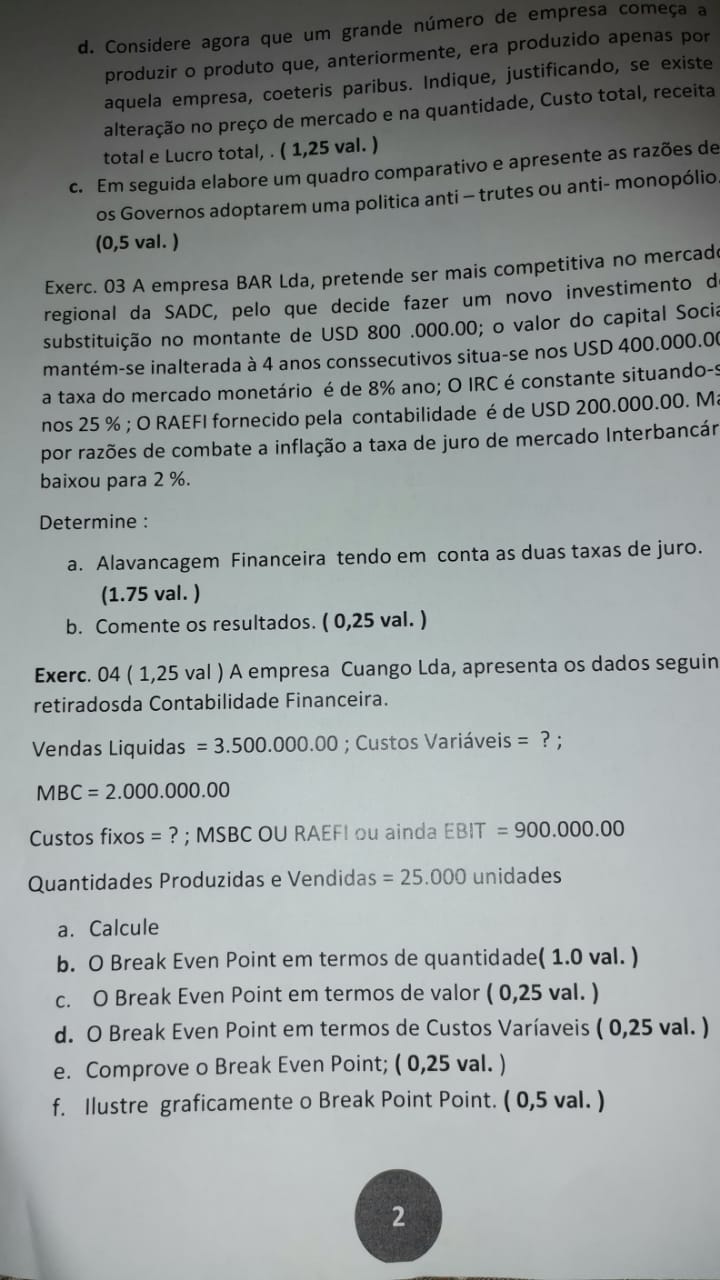 d. Considere agora que um grande número de empresa começa a
produzir o produto que, anteriormente, era produzido apenas por
aquela empresa, coeteris paribus. Indique, justificando, se existe
alteração no preço de mercado e na quantidade, Custo total, receita
total e Lucro total, . ( 1,25 val. )
c. Em seguida elabore um quadro comparativo e apresente as razões de
os Governos adoptarem uma politica anti – trutes ou anti- monopólio.
(0,5 val. )
Exerc. 03 A empresa BAR Lda, pretende ser mais competitiva no mercado
regional da SADC, pelo que decide fazer um novo investimento d
substituição no montante de USD 800 .000.00; o valor do capital Socia
mantém-se inalterada à 4 anos conssecutivos situa-se nos USD 400.000.00
a taxa do mercado monetário é de 8% ano; O IRC é constante situando-s
nos 25 % ; O RAEFI fornecido pela contabilidade é de USD 200.000.00. Ma
por razões de combate a inflação a taxa de juro de mercado Interbancár
baixou para 2 %.
Determine :
a. Alavancagem Financeira tendo em conta as duas taxas de juro.
(1.75 val. )
b. Comente os resultados. ( 0,25 val. )
Exerc. 04 ( 1,25 val ) A empresa Cuango Lda, apresenta os dados seguin
retiradosda Contabilidade Financeira.
Vendas Liquidas = 3.500.000.00 ; Custos Variáveis = ? ;
MBC = 2.000.000.00
Custos fixos = ? ; MSBC OU RAEFI ou ainda EBIT = 900.000.00
Quantidades Produzidas e Vendidas = 25.000 unidades
a. Calcule
b. O Break Even Point em termos de quantidade( 1.0 val. )
c. O Break Even Point em termos de valor ( 0,25 val. )
d. O Break Even Point em termos de Custos Varíaveis ( 0,25 val. )
e. Comprove o Break Even Point; ( 0,25 val. )
f. Ilustre graficamente o Break Point Point. ( 0,5 val. )
2